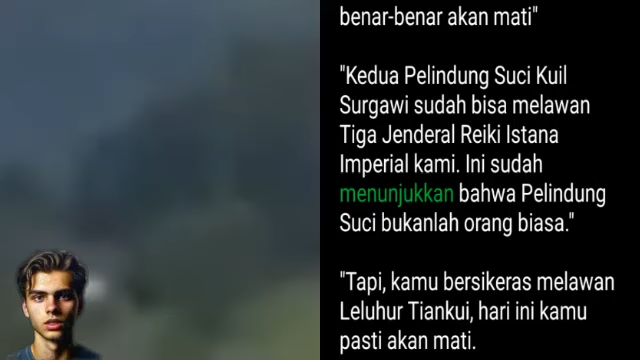 benar-benar akan mati"
"Kedua Pelindung Suci Kuil
Surgawi sudah bisa melawan
Tiga Jenderal Reiki Istana
Imperial kami. Ini sudah
menunjukkan bahwa Pelindung
Suci bukanlah orang biasa."
"Tapi, kamu bersikeras melawan
Leluhur Tiankui, hari ini kamu
pasti akan mati.